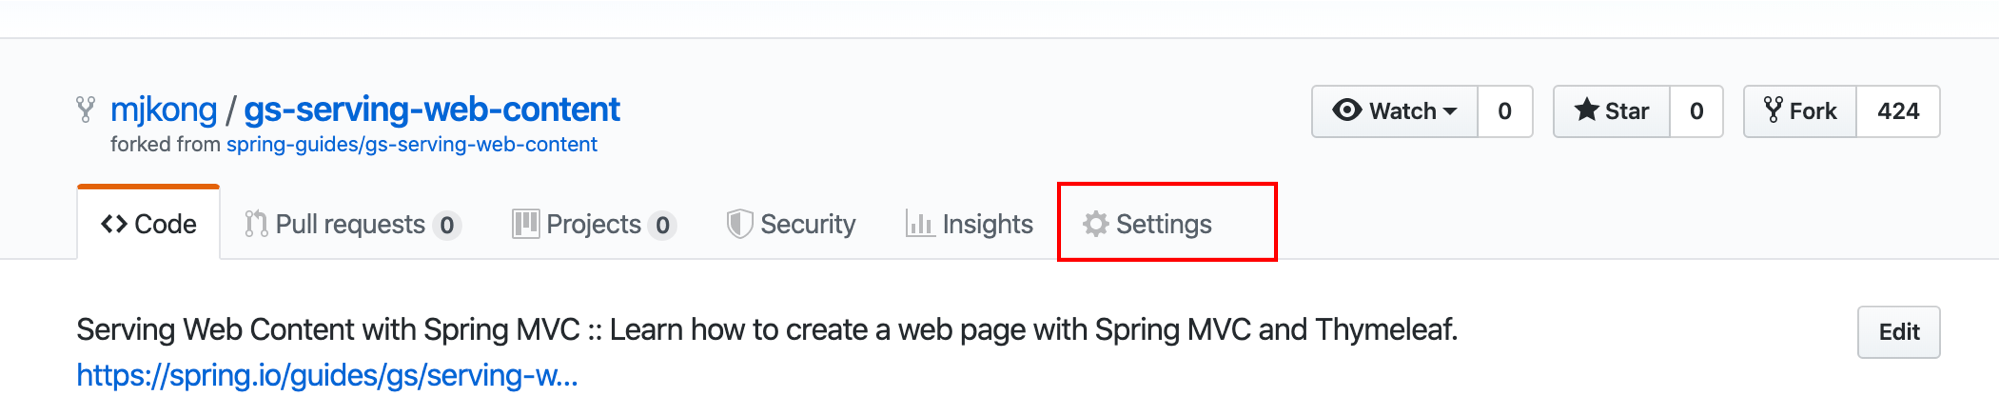 mjkong / gs-serving-web-content
forked from spring-guides/gs-serving-web-content
Watch 0 Star 0 Fork 424
Code Pull requests 0 Projects 0 Security Insights Settings
Serving Web Content with Spring MVC :: Learn how to create a web page with Spring MVC and Thymeleaf.
https://spring.io/guides/gs/serving-w...
Edit